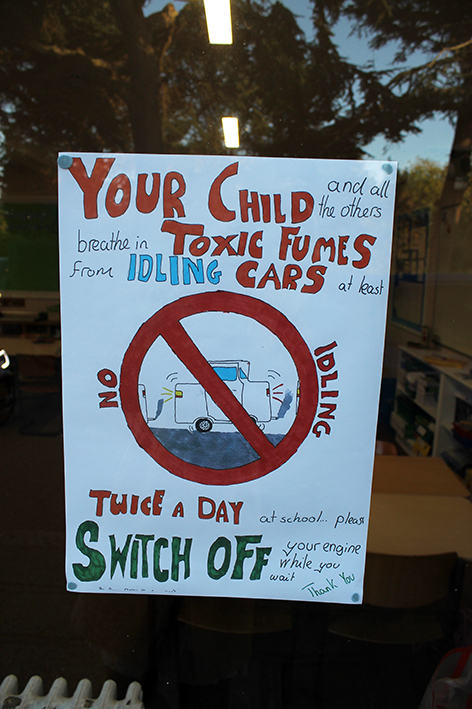 YOUR CHILD and all the others
breathe in TOXIC FUMES
from IDLING CARS at least
NO IDLING
TWICE A DAY at school... please
SWITCH OFF your engine while you wait
Thank You